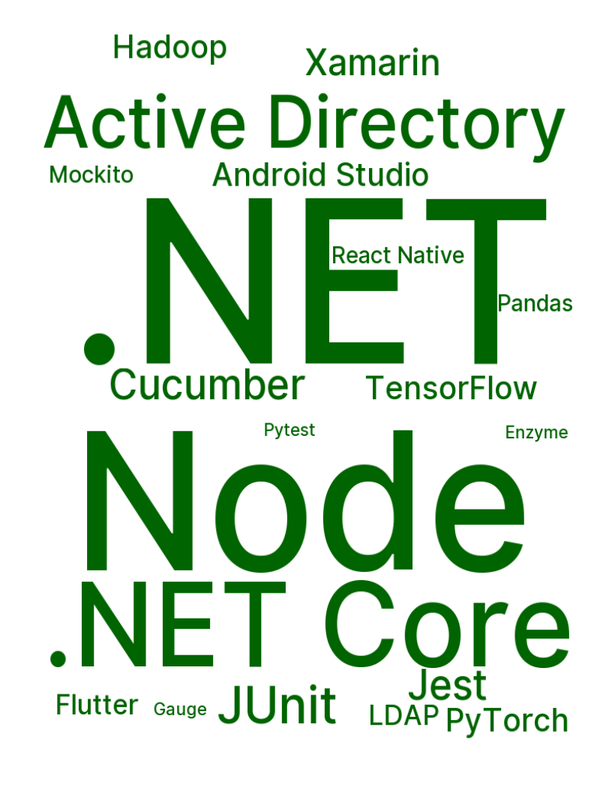 Hadoop
Xamarin
Active Directory
Mockito
Android Studio
.NET
React Native
Pandas
Cucumber
TensorFlow
Pytest
Enzyme
Node
.NET Core
Jest
Flutter
Gauge
JUnit
LDAP
PyTorch